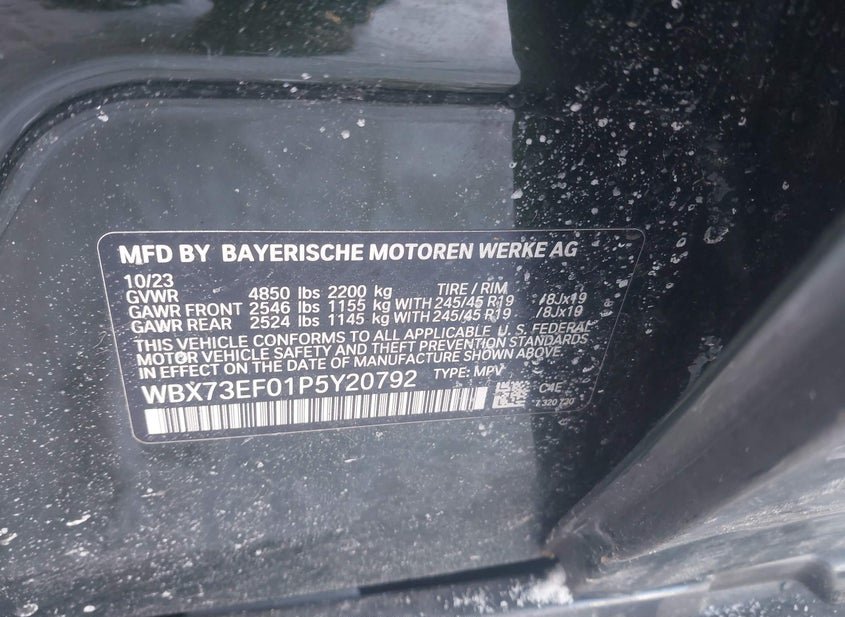 MFD BY BAYERISCHE MOTOREN WERKE AG
10/23
GVWR 4850 lbs 2200 kg TIRE / RIM
GAWR FRONT 2546 lbs 1155 kg WITH 245/45 R19 /8Jx19
GAWR REAR 2524 lbs 1145 kg WITH 245/45 R19 /8Jx19
THIS VEHICLE CONFORMS TO ALL APPLICABLE U.S. FEDERAL
MOTOR VEHICLE SAFETY AND THEFT PREVENTION STANDARDS
IN EFFECT ON THE DATE OF MANUFACTURE SHOWN ABOVE.
WBX73EF01P5Y20792 TYPE: MPV
C4E
7 320 720